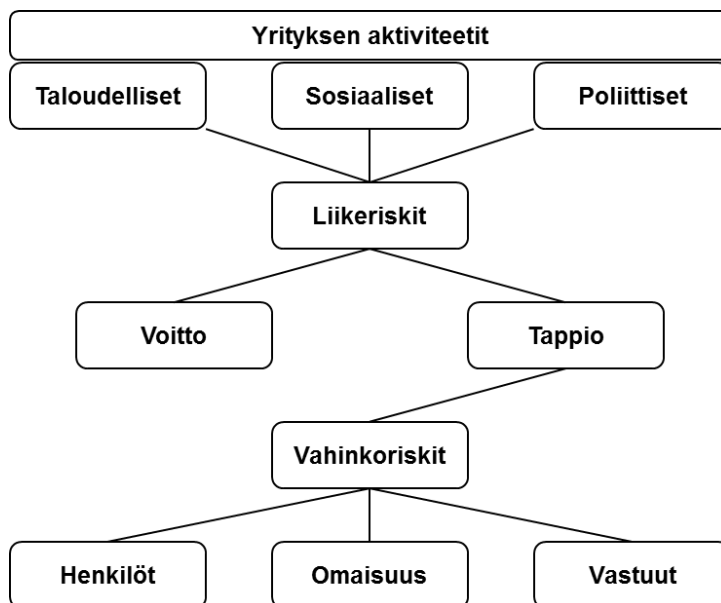 Yrityksen aktiviteetit
Taloudelliset
Sosiaaliset
Poliittiset
Liikeriskit
Voitto
Tappio
Vahinkoriskit
Henkilöt
Omaisuus
Vastuut